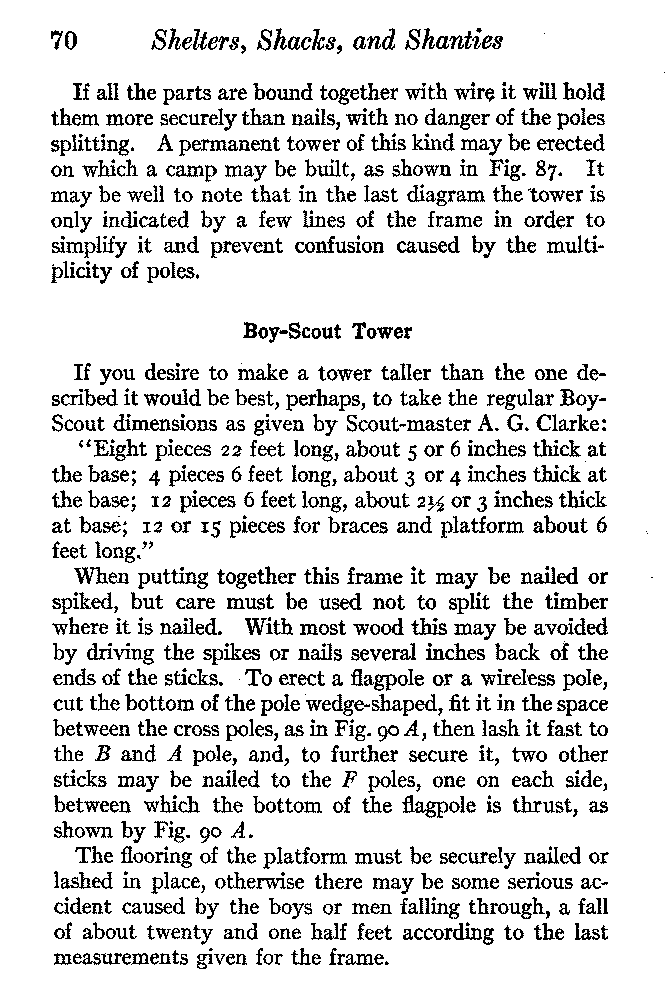 70 Shelters, Shacks, and Shanties
If all the parts are bound together with wire it will hold
them more securely than nails, with no danger of the poles
splitting. A permanent tower of this kind may be erected
on which a camp may be built, as shown in Fig. 87. It
may be well to note that in the last diagram the tower is
only indicated by a few lines of the frame in order to
simplify it and prevent confusion caused by the multi-
plicity of poles.
Boy-Scout Tower
If you desire to make a tower taller than the one de-
scribed it would be best, perhaps, to take the regular Boy-
Scout dimensions as given by Scout-master A. G. Clarke:
“Eight pieces 22 feet long, about 5 or 6 inches thick at
the base; 4 pieces 6 feet long, about 3 or 4 inches thick at
the base; 12 pieces 6 feet long, about 2½ or 3 inches thick
at base; 12 or 15 pieces for braces and platform about 6
feet long.”
When putting together this frame it may be nailed or
spiked, but care must be used not to split the timber
where it is nailed. With most wood this may be avoided
by driving the spikes or nails several inches back of the
ends of the sticks. To erect a flagpole or a wireless pole,
cut the bottom of the pole wedge-shaped, fit it in the space
between the cross poles, as in Fig. 90 A, then lash it fast to
the B and A pole, and, to further secure it, two other
sticks may be nailed to the F poles, one on each side,
between which the bottom of the flagpole is thrust, as
shown by Fig. 90 A.
The flooring of the platform must be securely nailed or
lashed in place, otherwise there may be some serious ac-
cident caused by the boys or men falling through, a fall
of about twenty and one half feet according to the last
measurements given for the frame.